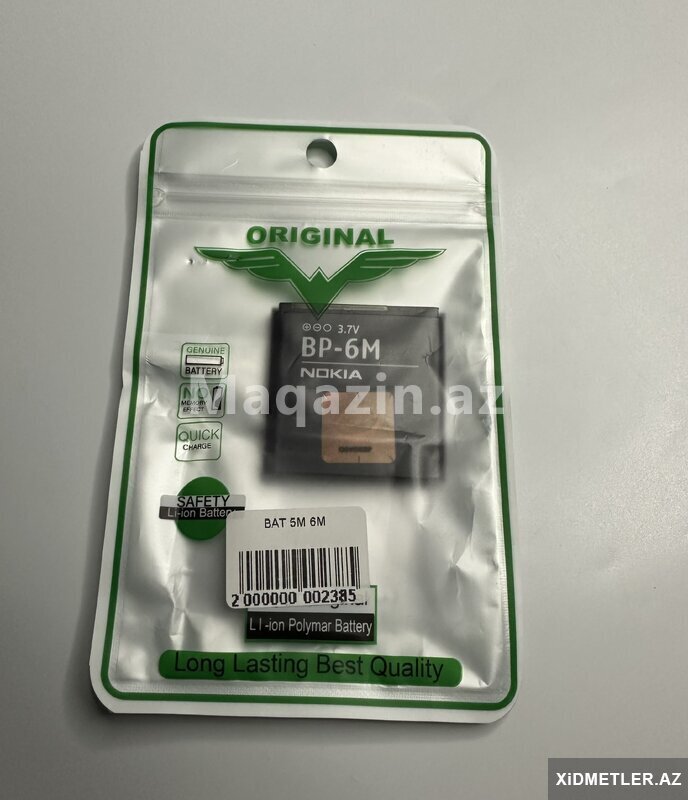 ORIGINAL
3.7V
BP-6M
NOKIA
GENUINE
BATTERY
NO
MEMORY
EFFECT
QUICK
CHARGE
Maqazin.az
SAFETY
Li-ion Battery
BAT 5M 6M
2 000000 002385
LI-ion Polymar Battery
Long Lasting Best Quality
XiDMETLER.AZ